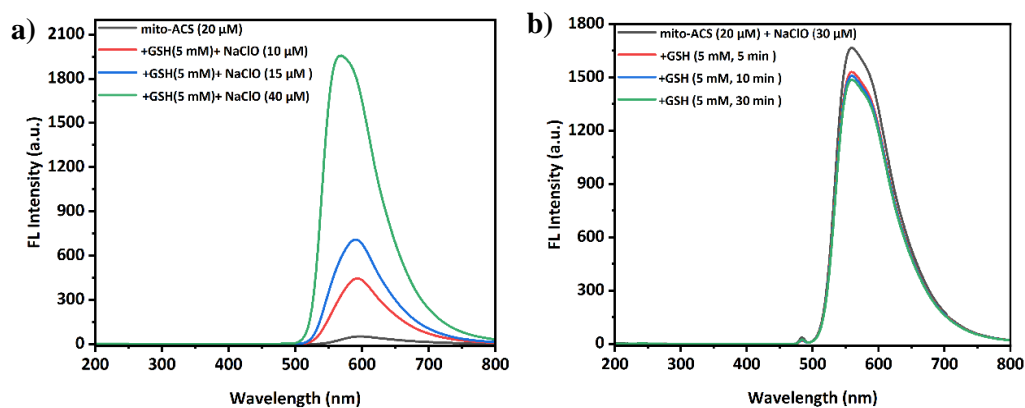 a)
mito-ACS (20 μM)
+GSH(5 mM)+ NaClO (10 μM)
+GSH(5 mM)+ NaClO (15 μM )
+GSH(5 mM)+ NaClO (40 μM)
FL Intensity (a.u.)
2100
1800
1500
1200
900
600
300
0
200 300 400 500 600 700 800
Wavelength (nm)
b)
mito-ACS (20 μM) + NaClO (30 μM)
+GSH (5 mM, 5 min )
+GSH (5 mM, 10 min )
+GSH (5 mM, 30 min )
FL Intensity (a.u.)
1800
1500
1200
900
600
300
0
200 300 400 500 600 700 800
Wavelength (nm)